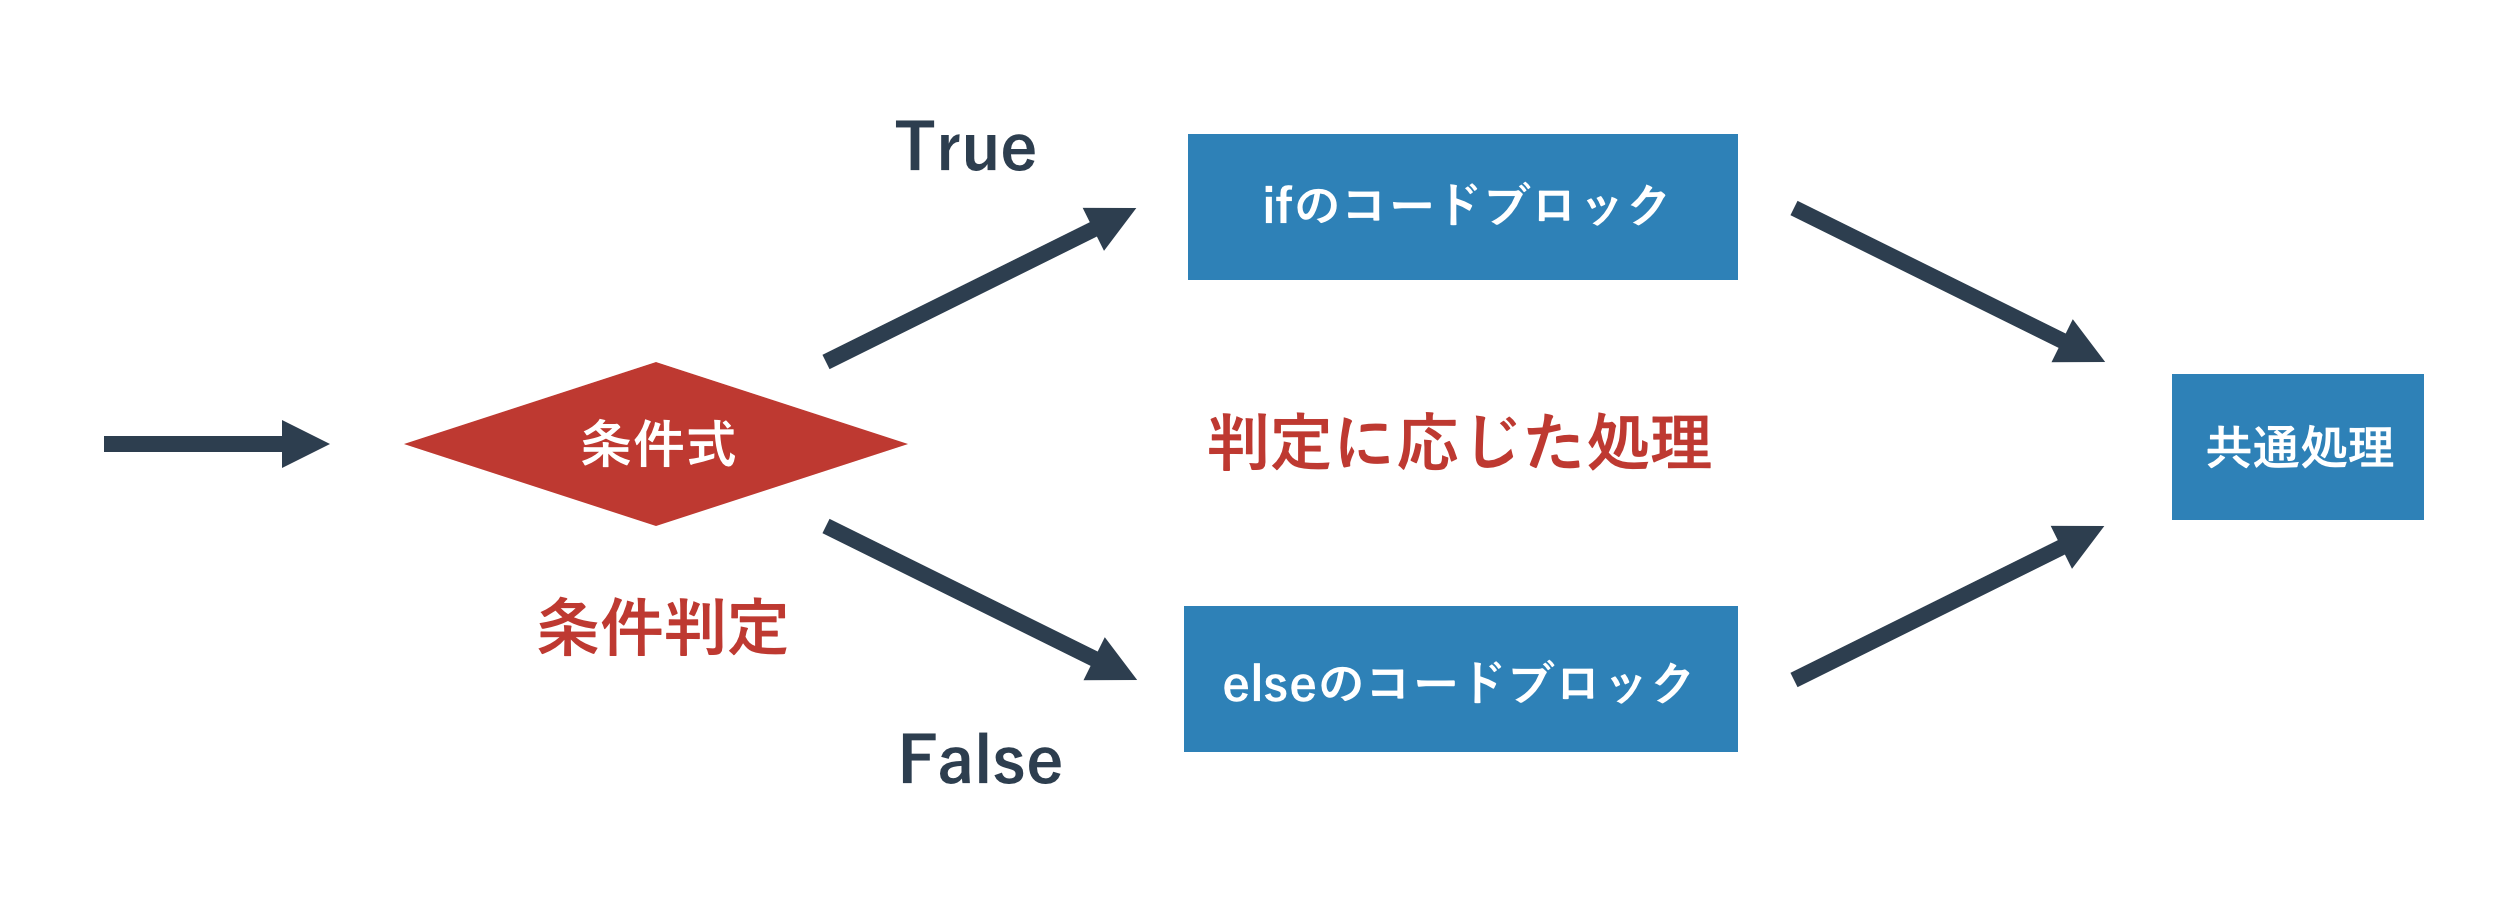 True
ifのコードブロック
条件式
判定に応じた処理
共通処理
条件判定
elseのコードブロック
False